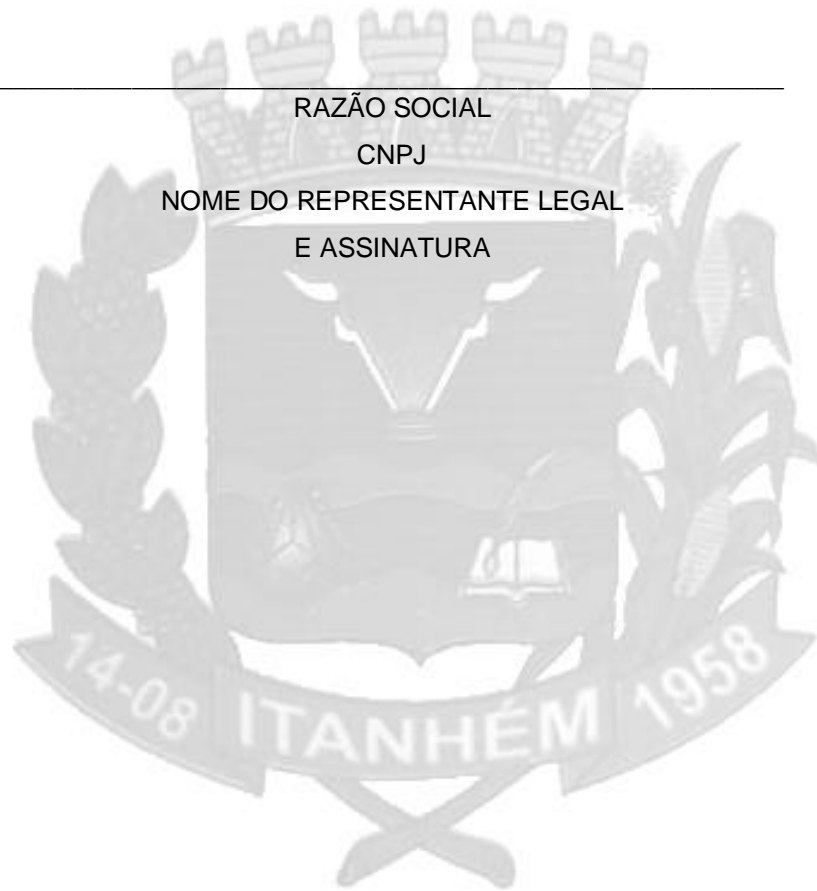 RAZÃO SOCIAL
CNPJ
NOME DO REPRESENTANTE LEGAL
E ASSINATURA
14-08 ITANHÉM 1958